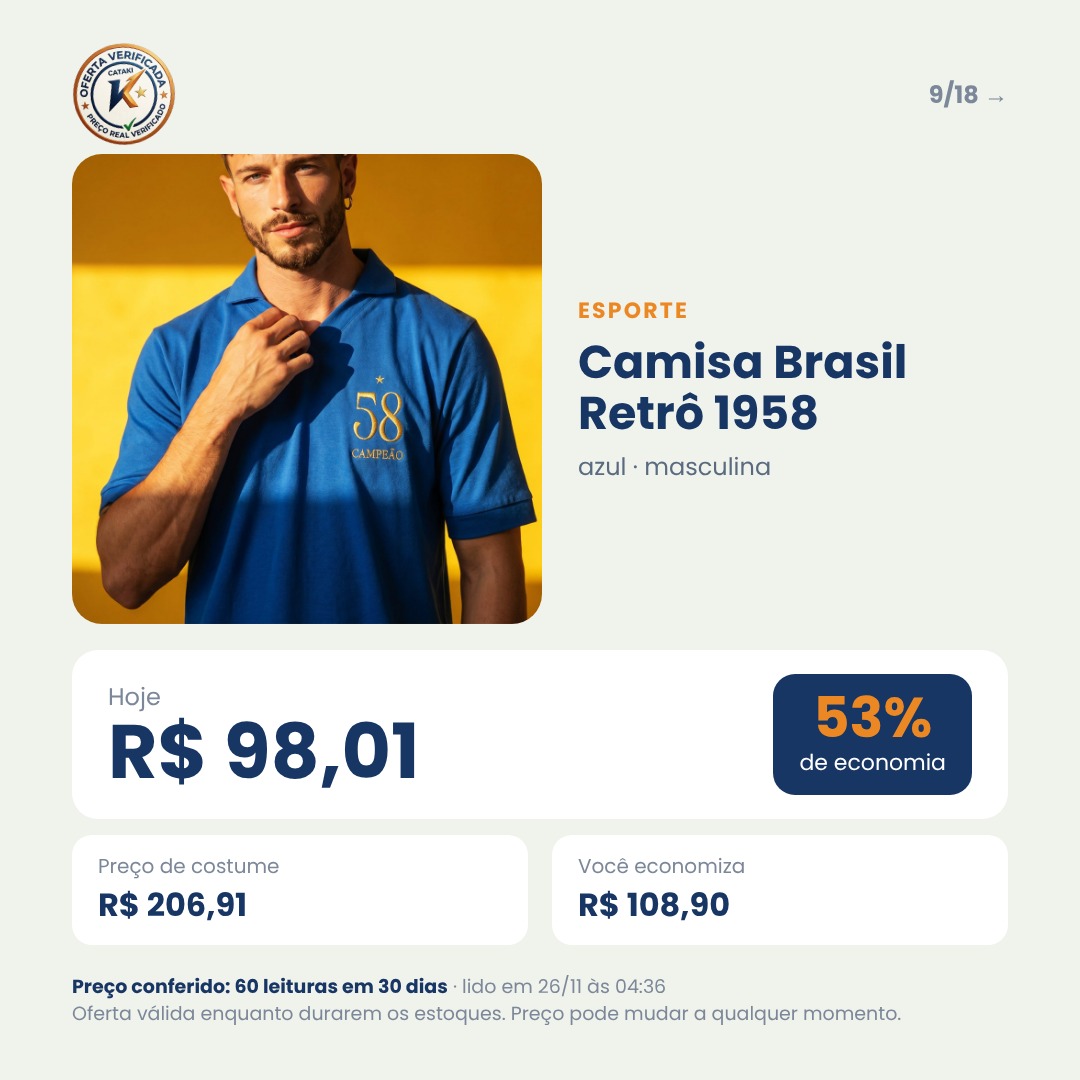 OFERTA VERIFICADA
CATAKI
K
PREÇO REAL VERIFICADO
9/18 →
58
CAMPEÃO
ESPORTE
Camisa Brasil
Retrô 1958
azul · masculina
Hoje
R$ 98,01
53%
de economia
Preço de costume
R$ 206,91
Você economiza
R$ 108,90
Preço conferido: 60 leituras em 30 dias · lido em 26/11 às 04:36
Oferta válida enquanto durarem os estoques. Preço pode mudar a qualquer momento.